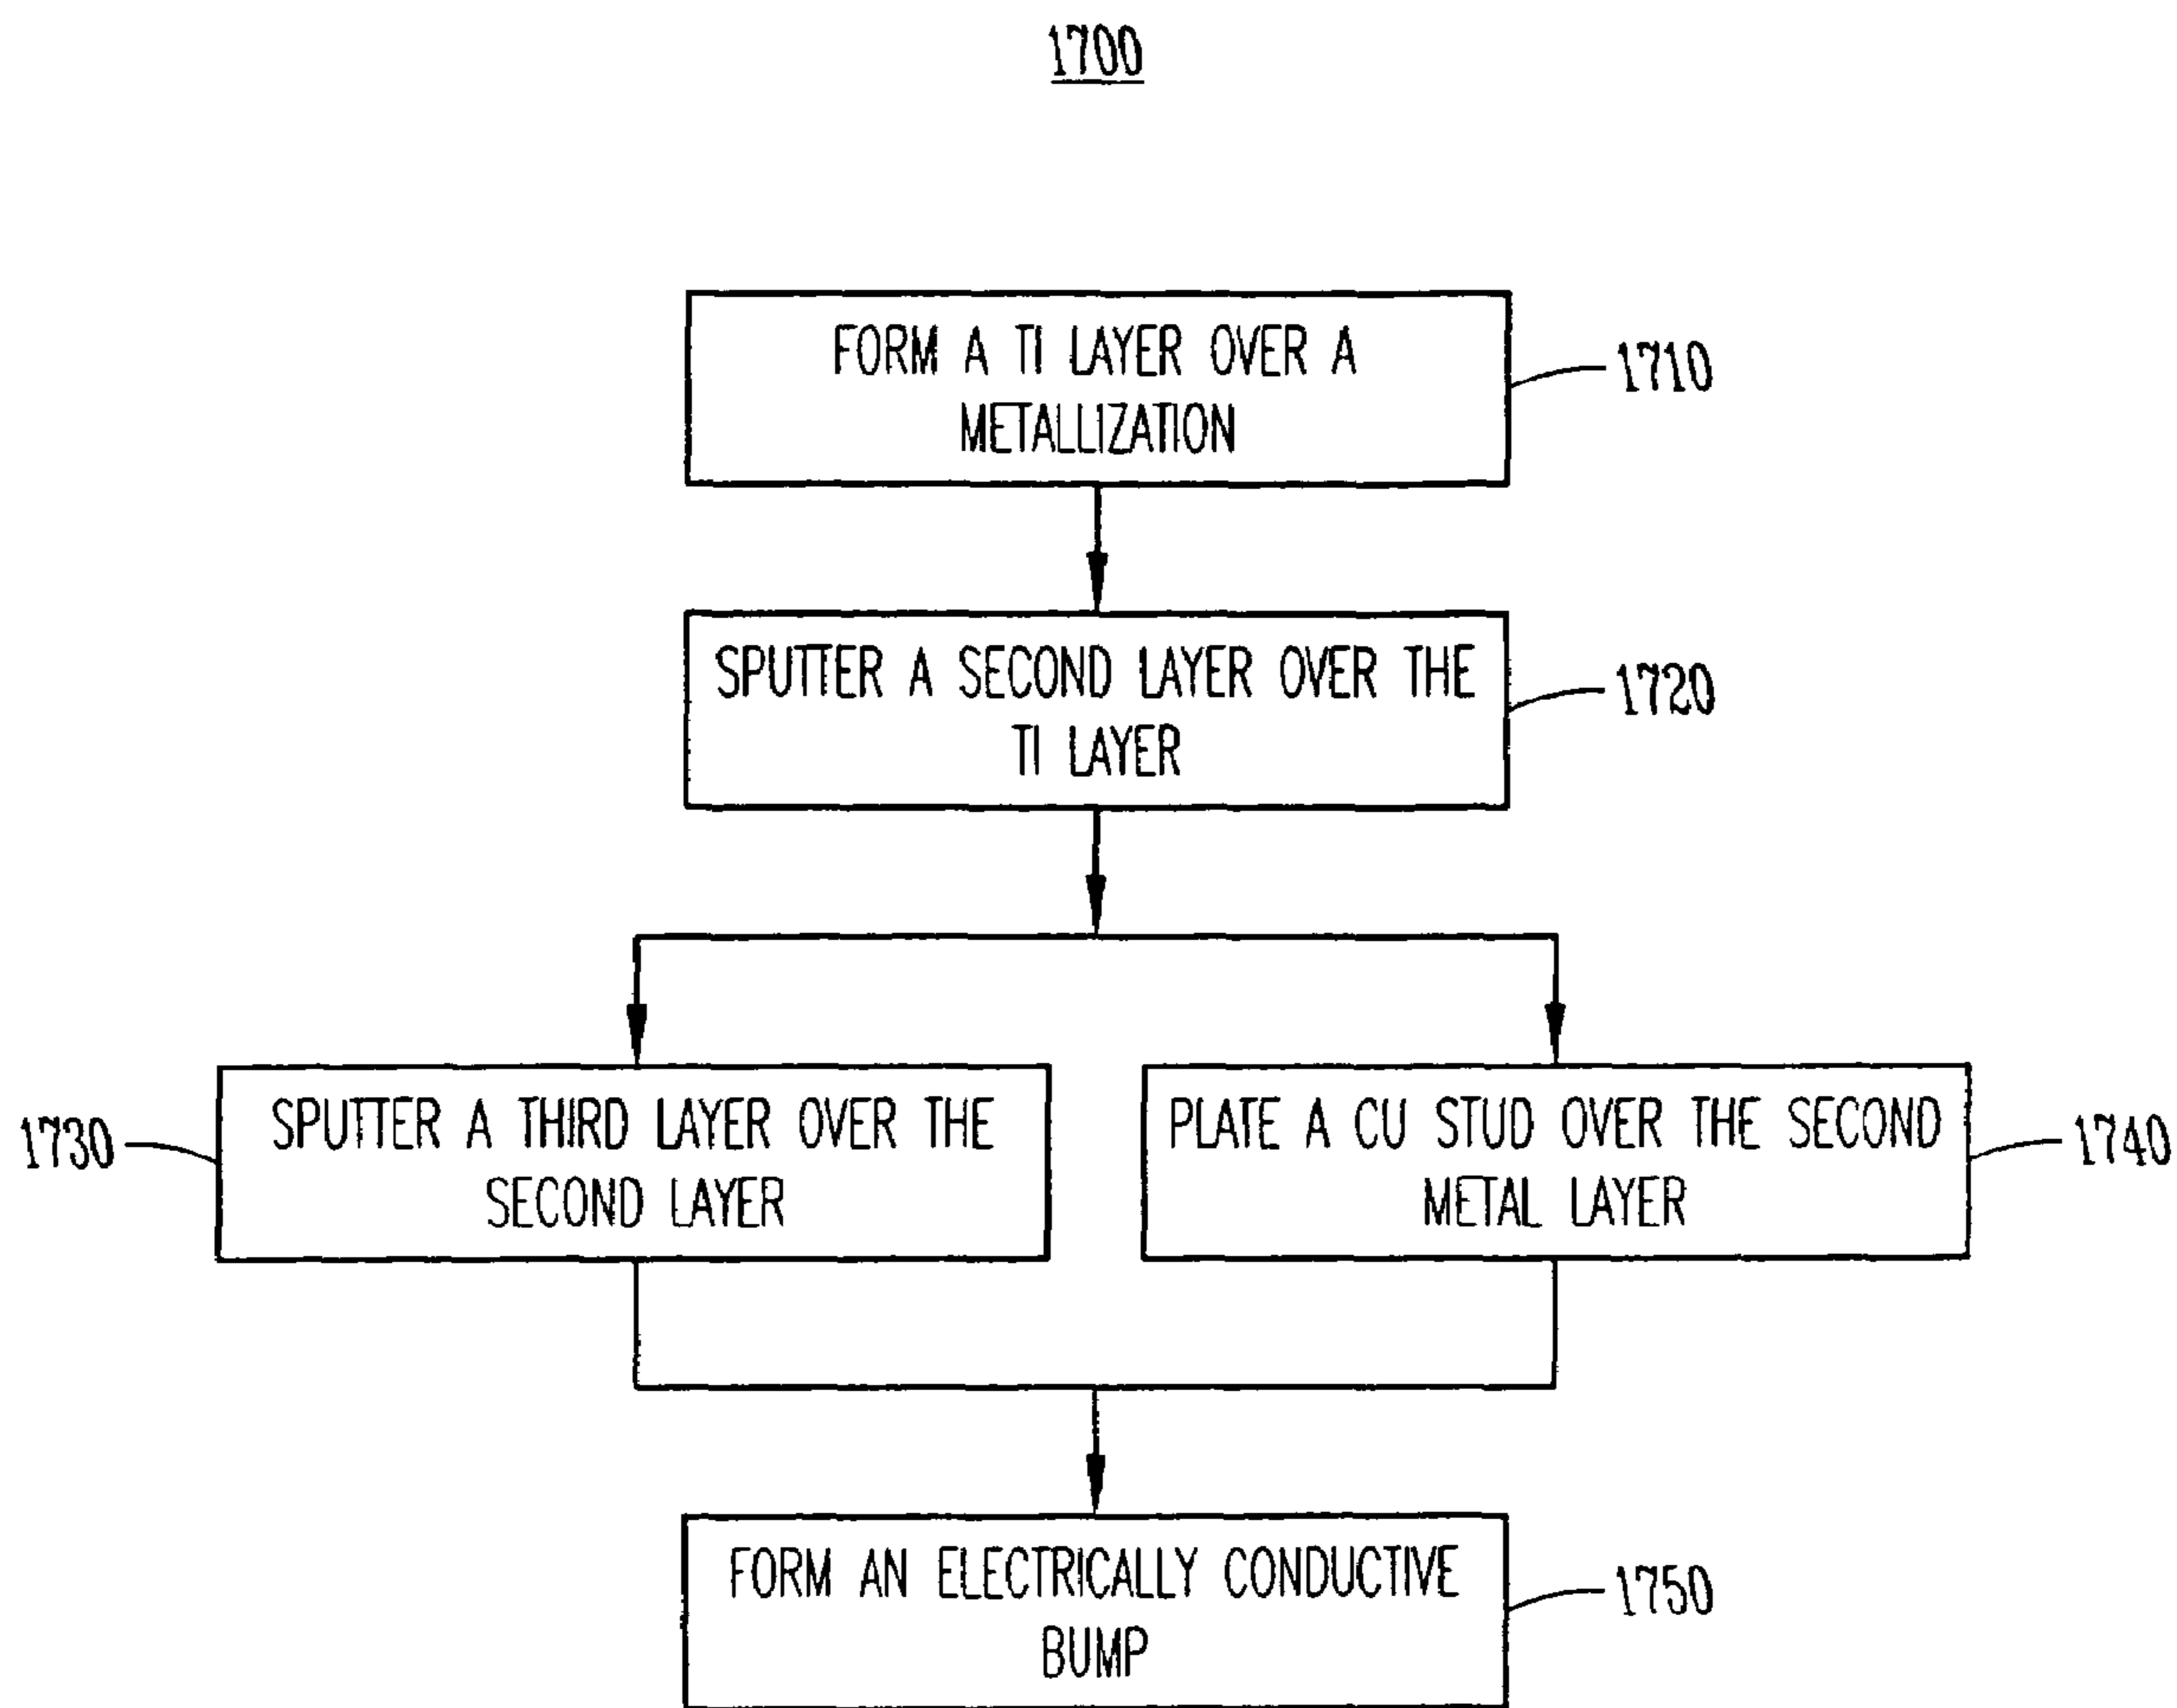 1700
FORM A TI LAYER OVER A
METALLIZATION
1710
SPUTTER A SECOND LAYER OVER THE
TI LAYER
1720
1730
SPUTTER A THIRD LAYER OVER THE
SECOND LAYER
PLATE A CU STUD OVER THE SECOND
METAL LAYER
1740
FORM AN ELECTRICALLY CONDUCTIVE
BUMP
1750